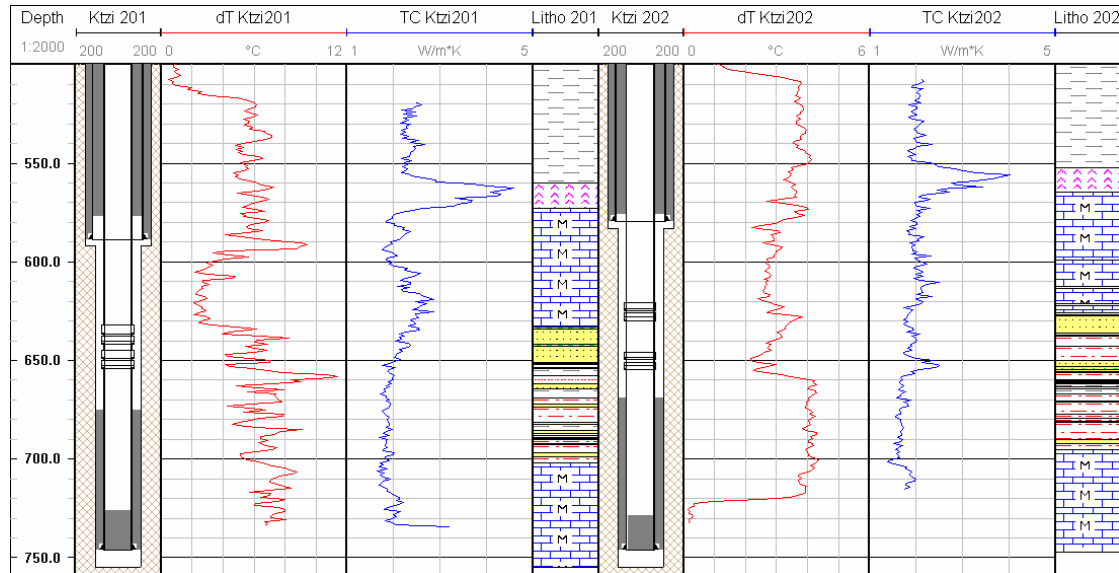 Depth Ktzi 201 dT Ktzi201 TC Ktzi201 Litho 201 Ktzi 202 dT Ktzi202 TC Ktzi202 Litho 202
1:2000 200 200 0 °C 12 1 W/m*K 5 200 200 0 °C 6 1 W/m*K 5
550.0
M
M
M
M
600.0
M
M
M
M
M
650.0
700.0
M
M
M
M
M
M
750.0